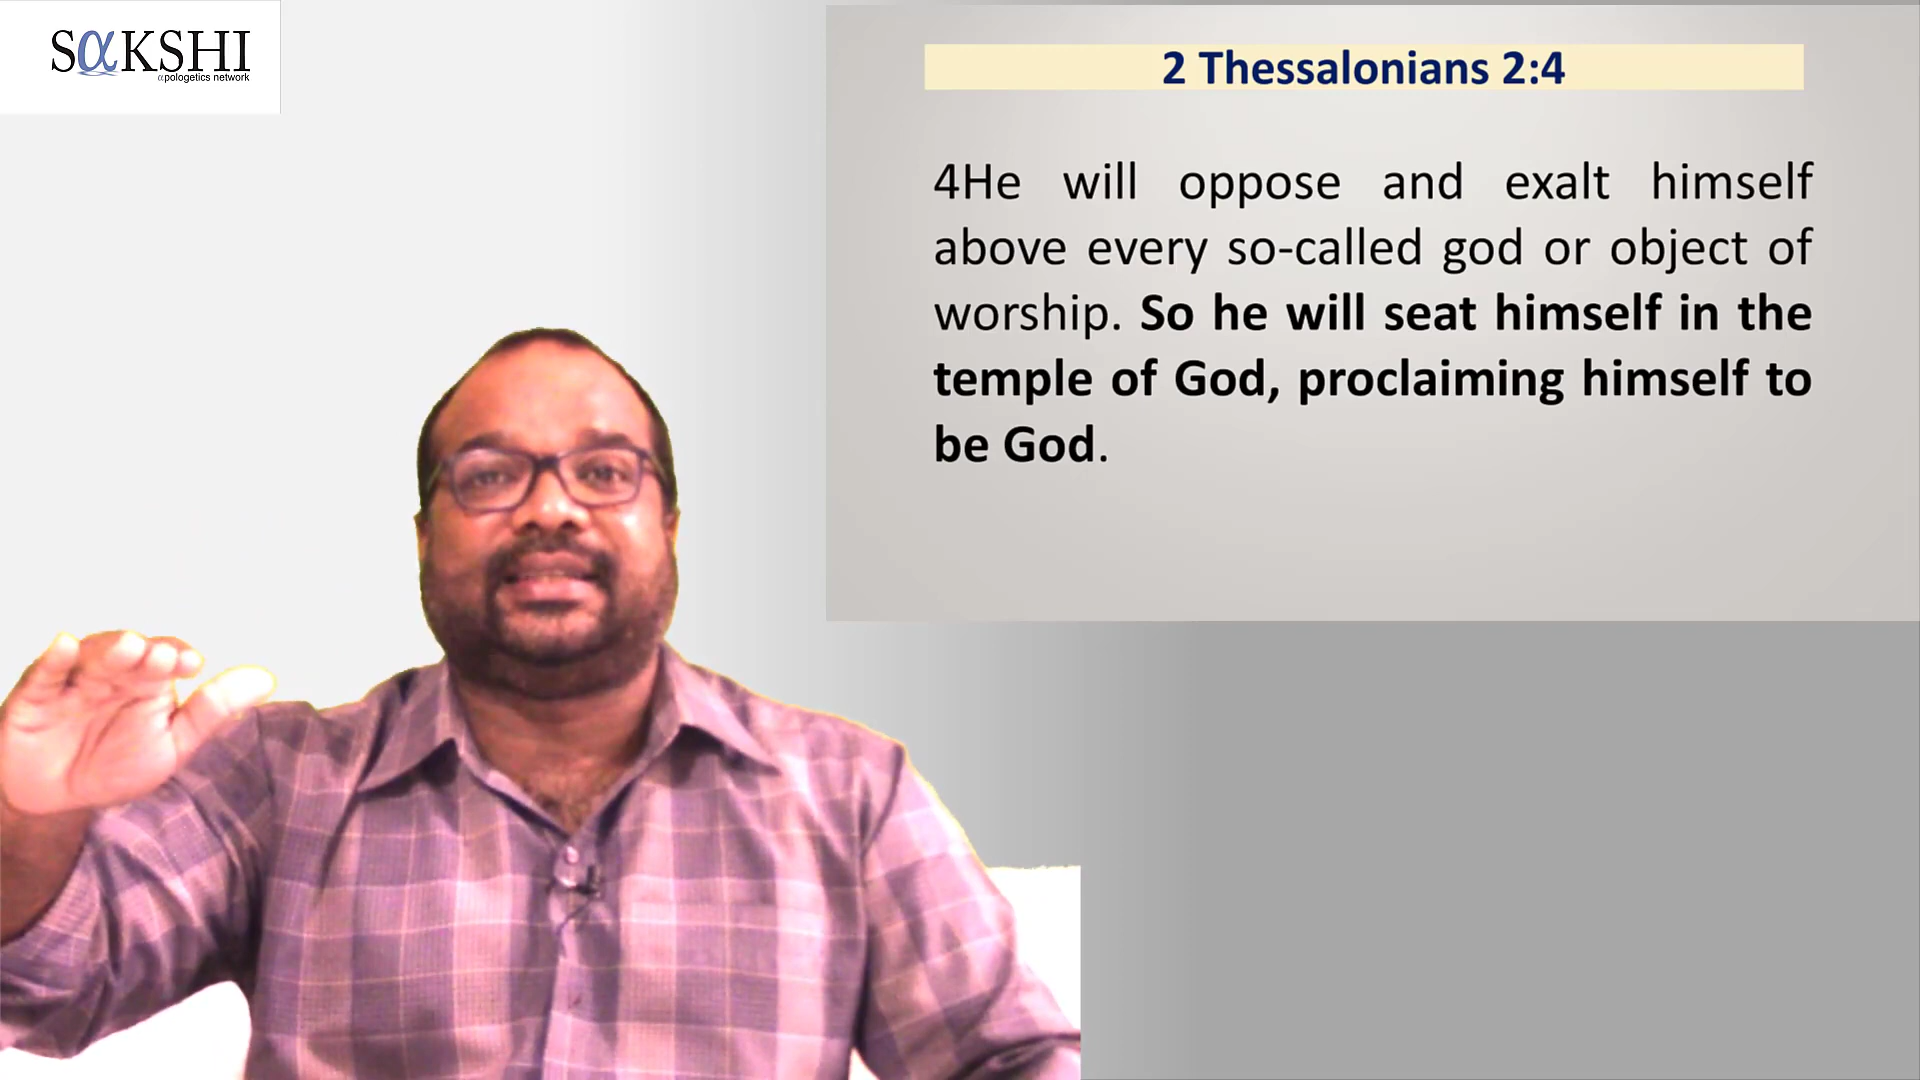 SαKSHI
αpologetics network
2 Thessalonians 2:4
4He will oppose and exalt himself
above every so-called god or object of
worship. So he will seat himself in the
temple of God, proclaiming himself to
be God.